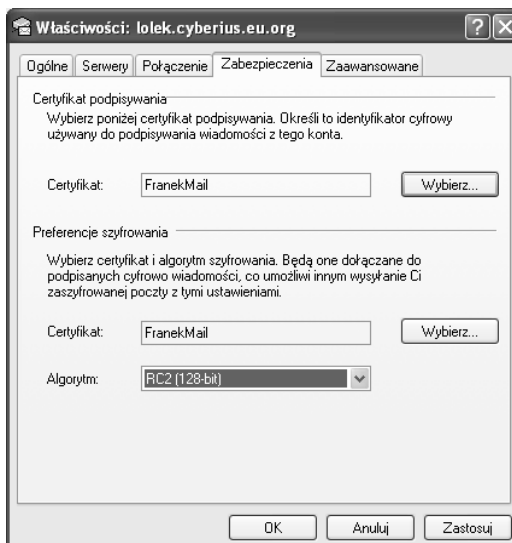 Właściwości: lolek.cyberius.eu.org
Ogólne Serwery Połączenie Zabezpieczenia Zaawansowane
Certyfikat podpisywania
Wybierz poniżej certyfikat podpisywania. Określi to identyfikator cyfrowy
używany do podpisywania wiadomości z tego konta.
Certyfikat: FranekMail Wybierz...
Preferencje szyfrowania
Wybierz certyfikat i algorytm szyfrowania. Będą one dołączane do
podpisanych cyfrowo wiadomości, co umożliwi innym wysyłanie Ci
zaszyfrowanej poczty z tymi ustawieniami.
Certyfikat: FranekMail Wybierz...
Algorytm: RC2 (128-bit)
OK Anuluj Zastosuj